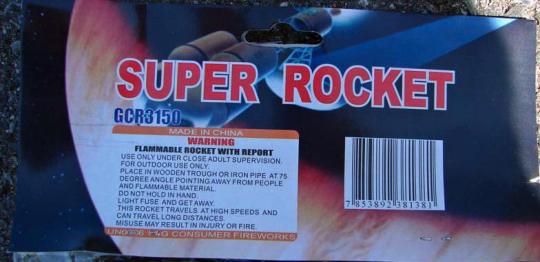 SUPER ROCKET
GCR3150
MADE IN CHINA
WARNING
FLAMMABLE ROCKET WITH REPORT
USE ONLY UNDER CLOSE ADULT SUPERVISION.
FOR OUTDOOR USE ONLY.
PLACE IN WOODEN TROUGH OR IRON PIPE AT 75
DEGREE ANGLE POINTING AWAY FROM PEOPLE
AND FLAMMABLE MATERIAL.
DO NOT HOLD IN HAND.
LIGHT FUSE AND GET AWAY.
THIS ROCKET TRAVELS AT HIGH SPEEDS AND
CAN TRAVEL LONG DISTANCES.
MISUSE MAY RESULT IN INJURY OR FIRE.
CONSUMER FIREWORKS
7 853892 381381